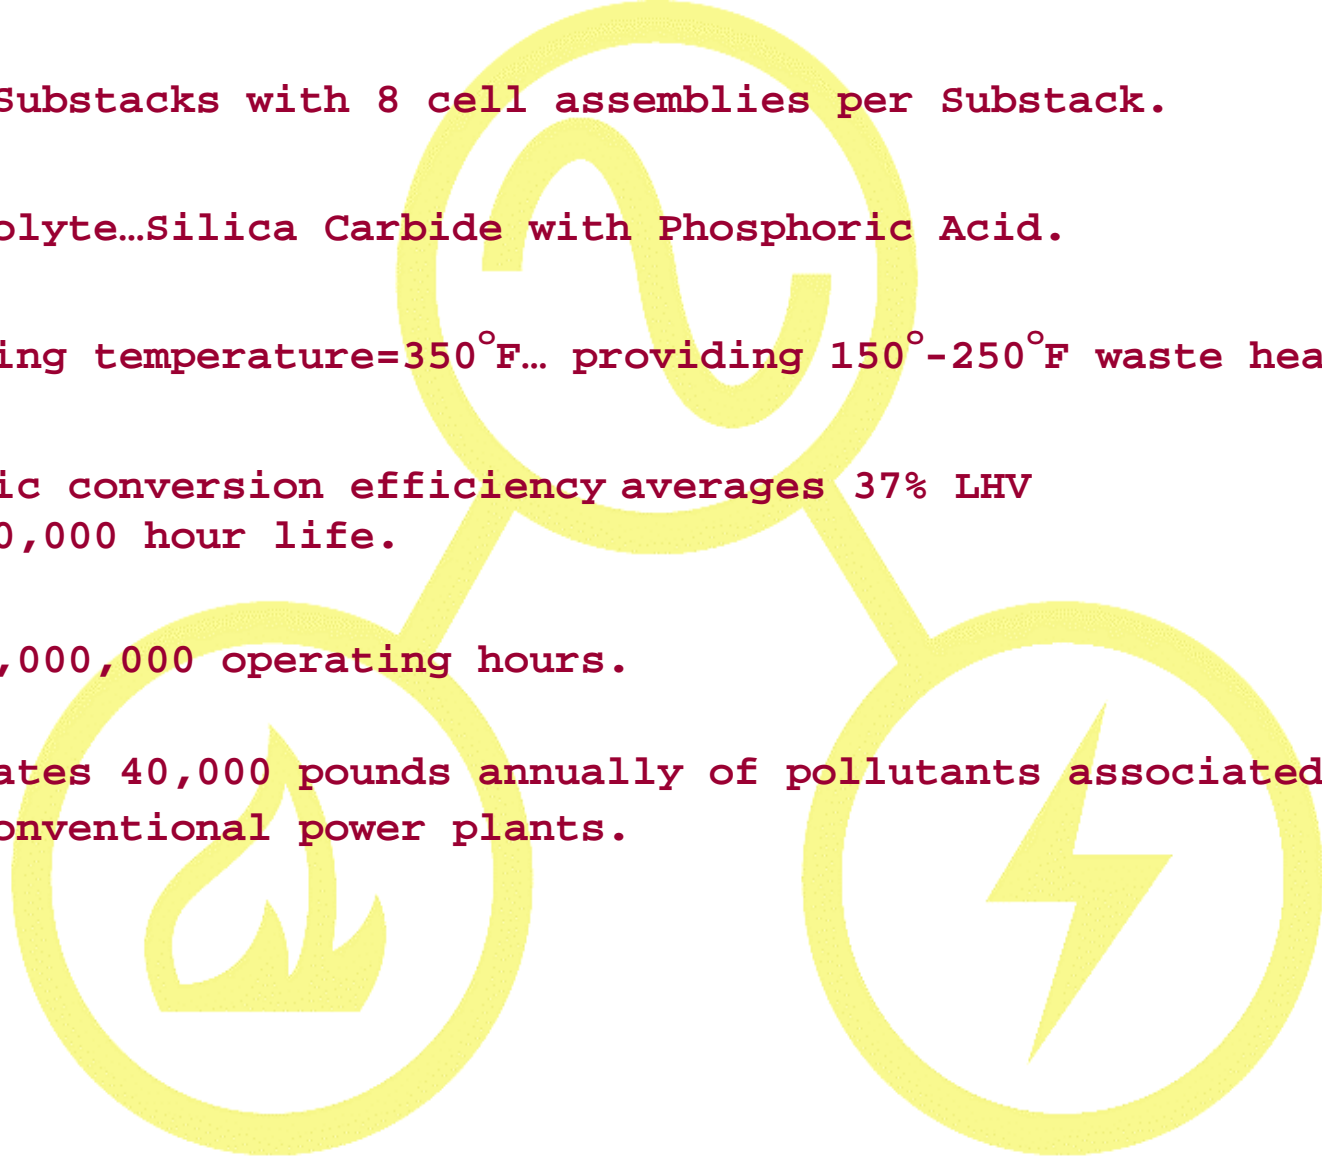 Substacks with 8 cell assemblies per Substack.
olyte…Silica Carbide with Phosphoric Acid.
ing temperature=350°F… providing 150°-250°F waste hea
ic conversion efficiency averages 37% LHV
0,000 hour life.
,000,000 operating hours.
ates 40,000 pounds annually of pollutants associated
onventional power plants.